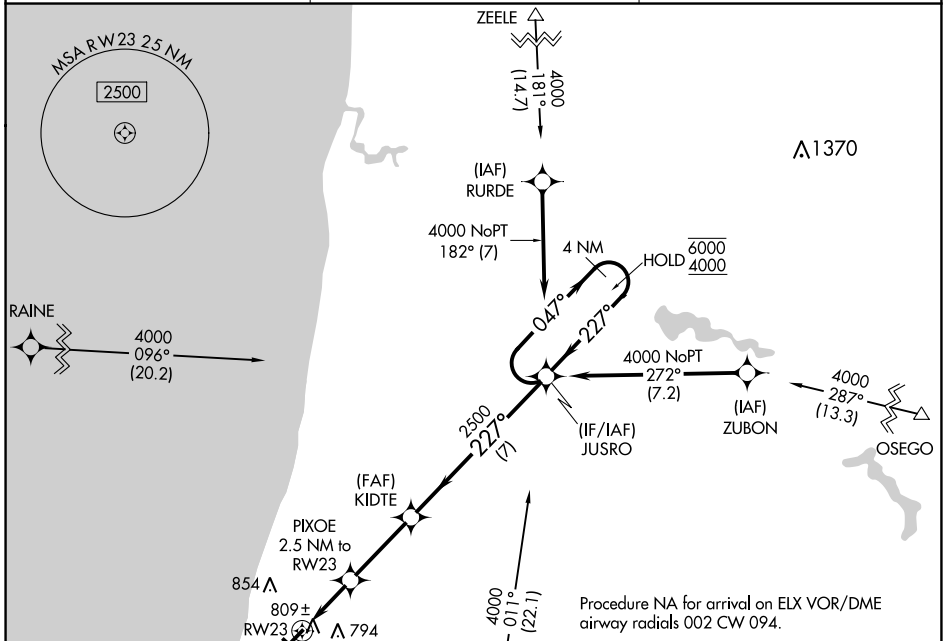 ZEELE
MSA RW23 25 NM
2500
4000
181°
(14.7)
1370
(IAF)
RURDE
4000 NoPT
182° (7)
4 NM
HOLD
6000
4000
RAINE
4000
096°
(20.2)
047°
227°
4000 NoPT
272°
(7.2)
4000
287°
(13.3)
(IAF)
ZUBON
OSEGO
(IF/IAF)
JUSRO
2500
227°
(7)
(FAF)
KIDTE
PIXOE
2.5 NM to
RW23
854
809±
RW23
794
4000
011°
(22.1)
Procedure NA for arrival on ELX VOR/DME
airway radials 002 CW 094.